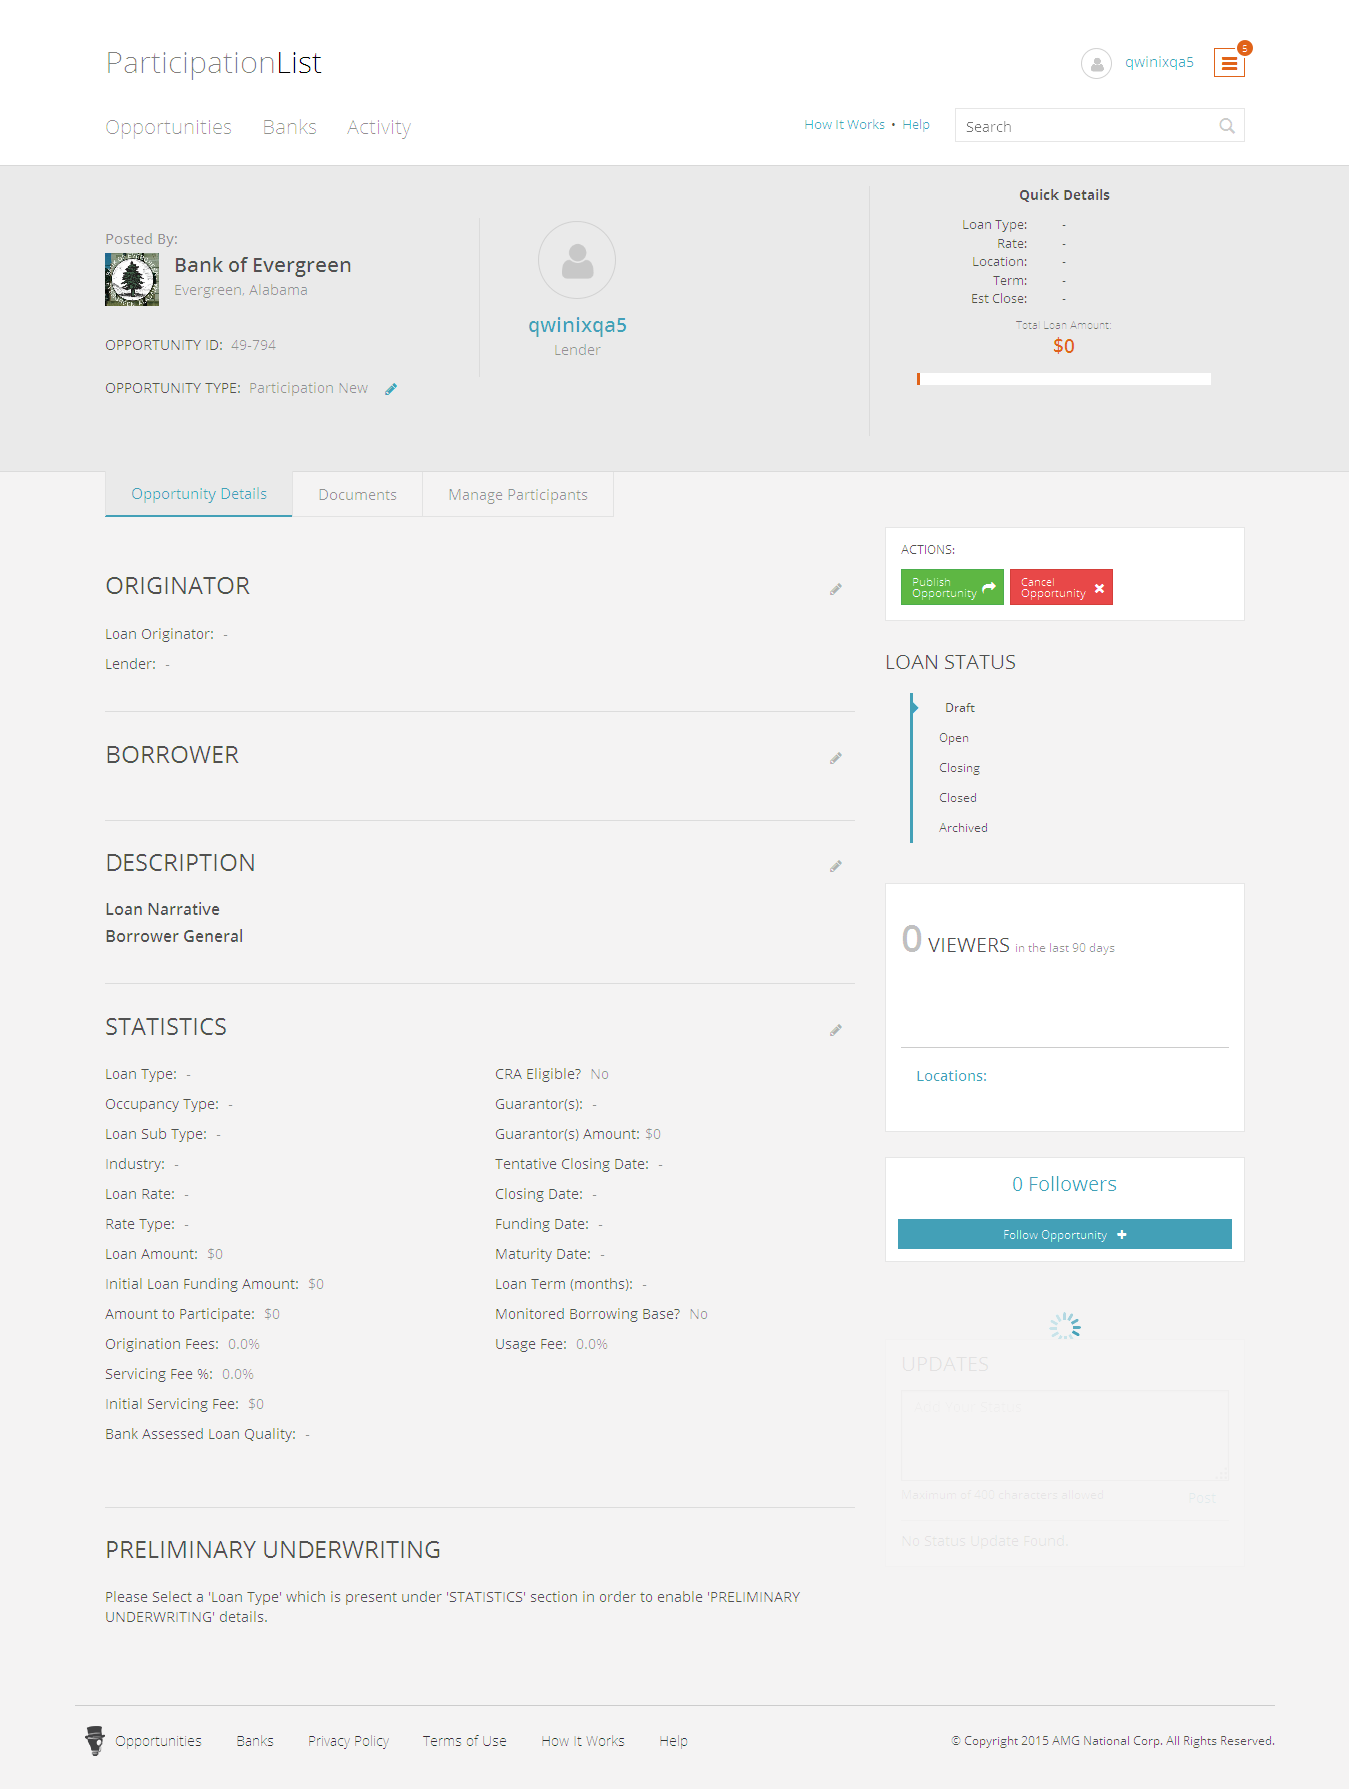 ParticipationList
qwinixqa5
5
Opportunities
Banks
Activity
How It Works • Help
Search
Posted By:
Bank of Evergreen
Evergreen, Alabama
OPPORTUNITY ID: 49-794
OPPORTUNITY TYPE: Participation New
qwinixqa5
Lender
Quick Details
Loan Type: -
Rate: -
Location: -
Term: -
Est Close: -
Total Loan Amount:
$0
Opportunity Details
Documents
Manage Participants
ORIGINATOR
Loan Originator: -
Lender: -
BORROWER
DESCRIPTION
Loan Narrative
Borrower General
STATISTICS
Loan Type: -
Occupancy Type: -
Loan Sub Type: -
Industry: -
Loan Rate: -
Rate Type: -
Loan Amount: $0
Initial Loan Funding Amount: $0
Amount to Participate: $0
Origination Fees: 0.0%
Servicing Fee %: 0.0%
Initial Servicing Fee: $0
Bank Assessed Loan Quality: -
CRA Eligible? No
Guarantor(s): -
Guarantor(s) Amount: $0
Tentative Closing Date: -
Closing Date: -
Funding Date: -
Maturity Date: -
Loan Term (months): -
Monitored Borrowing Base? No
Usage Fee: 0.0%
PRELIMINARY UNDERWRITING
Please Select a 'Loan Type' which is present under 'STATISTICS' section in order to enable 'PRELIMINARY
UNDERWRITING' details.
ACTIONS:
Publish
Opportunity
Cancel
Opportunity
LOAN STATUS
Draft
Open
Closing
Closed
Archived
0 VIEWERS in the last 90 days
Locations:
0 Followers
Follow Opportunity
UPDATES
Maximum of 400 characters allowed
Post
No Status Update Found.
Opportunities
Banks
Privacy Policy
Terms of Use
How It Works
Help
© Copyright 2015 AMG National Corp. All Rights Reserved.